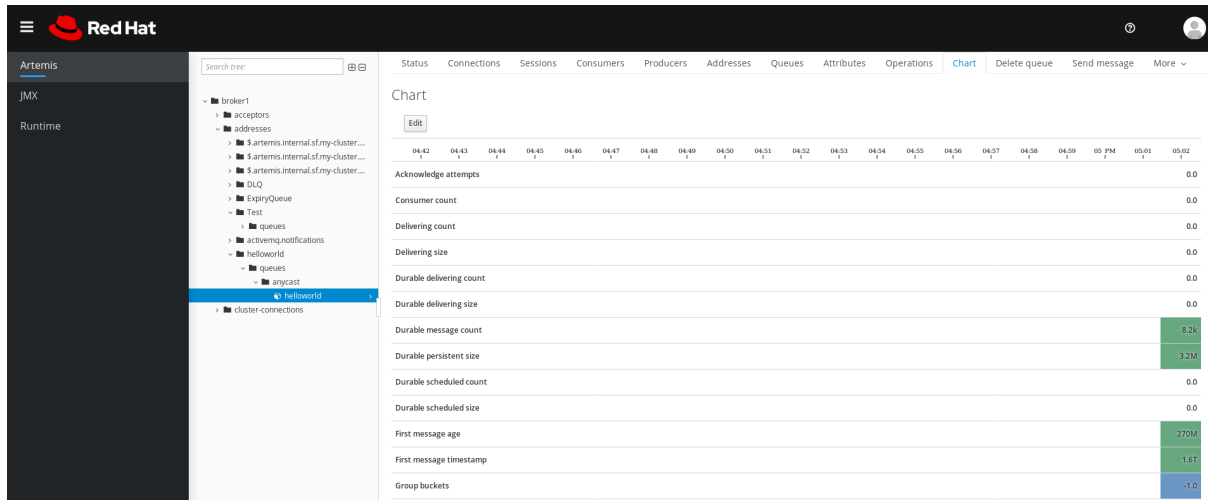 Red Hat
Artemis
JMX
Runtime
Search tree:
broker1
acceptors
addresses
$.artemis.internal.sf.my-cluster....
$.artemis.internal.sf.my-cluster....
$.artemis.internal.sf.my-cluster....
DLQ
ExpiryQueue
Test
queues
activemq.notifications
helloworld
queues
anycast
helloworld
cluster-connections
Status Connections Sessions Consumers Producers Addresses Queues Attributes Operations Chart Delete queue Send message More
Chart
Edit
04:42 04:43 04:44 04:45 04:46 04:47 04:48 04:49 04:50 04:51 04:52 04:53 04:54 04:55 04:56 04:57 04:58 04:59 05 PM 05:01 05:02
Acknowledge attempts 0.0
Consumer count 0.0
Delivering count 0.0
Delivering size 0.0
Durable delivering count 0.0
Durable delivering size 0.0
Durable message count 8.2k
Durable persistent size 3.2M
Durable scheduled count 0.0
Durable scheduled size 0.0
First message age 270M
First message timestamp 1.6T
Group buckets -1.0